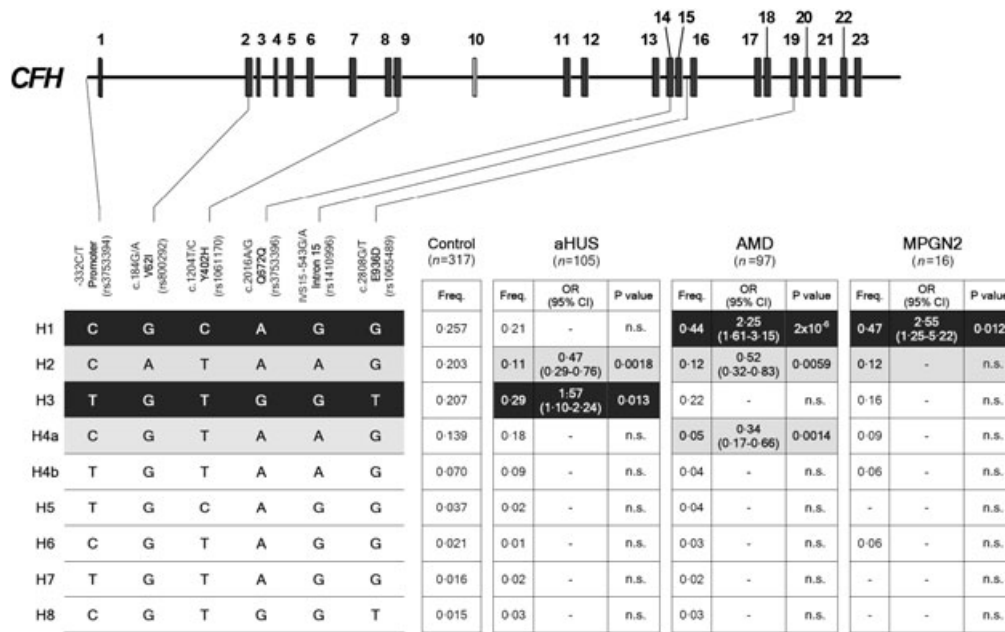 1 2 3 4 5 6 7 8 9 10 11 12 13 14 15 16 17 18 19 20 21 22 23
CFH
-332C/T
Promoter
(rs3753394)
c.184G/A
V62I
(rs800292)
c.1204T/C
Y402H
(rs1061170)
c.2016A/G
Q672Q
(rs3753396)
IVS15 -543G/A
Intron 15
(rs1410996)
c.2808G/T
E936D
(rs1065489)
Control
(n=317)
aHUS
(n=105)
AMD
(n=97)
MPGN2
(n=16)
Freq. Freq. OR (95% CI) P value Freq. OR (95% CI) P value Freq. OR (95% CI) P value
H1 C G C A G G 0·257 0·21 - n.s. 0·44 2·25 (1·61-3·15) 2x10-6 0·47 2·55 (1·25-5·22) 0·012
H2 C A T A A G 0·203 0·11 0·47 (0·29-0·76) 0·0018 0·12 0·52 (0·32-0·83) 0·0059 0·12 - n.s.
H3 T G T G G T 0·207 0·29 1·57 (1·10-2·24) 0·013 0·22 - n.s. 0·16 - n.s.
H4a C G T A A G 0·139 0·18 - n.s. 0·05 0·34 (0·17-0·66) 0·0014 0·09 - n.s.
H4b T G T A A G 0·070 0·09 - n.s. 0·04 - n.s. 0·06 - n.s.
H5 T G C A G G 0·037 0·02 - n.s. 0·04 - n.s. - - n.s.
H6 C G T A G G 0·021 0·01 - n.s. 0·03 - n.s. 0·06 - n.s.
H7 T G T A G G 0·016 0·02 - n.s. 0·02 - n.s. - - n.s.
H8 C G T G G T 0·015 0·03 - n.s. 0·03 - n.s. - - n.s.